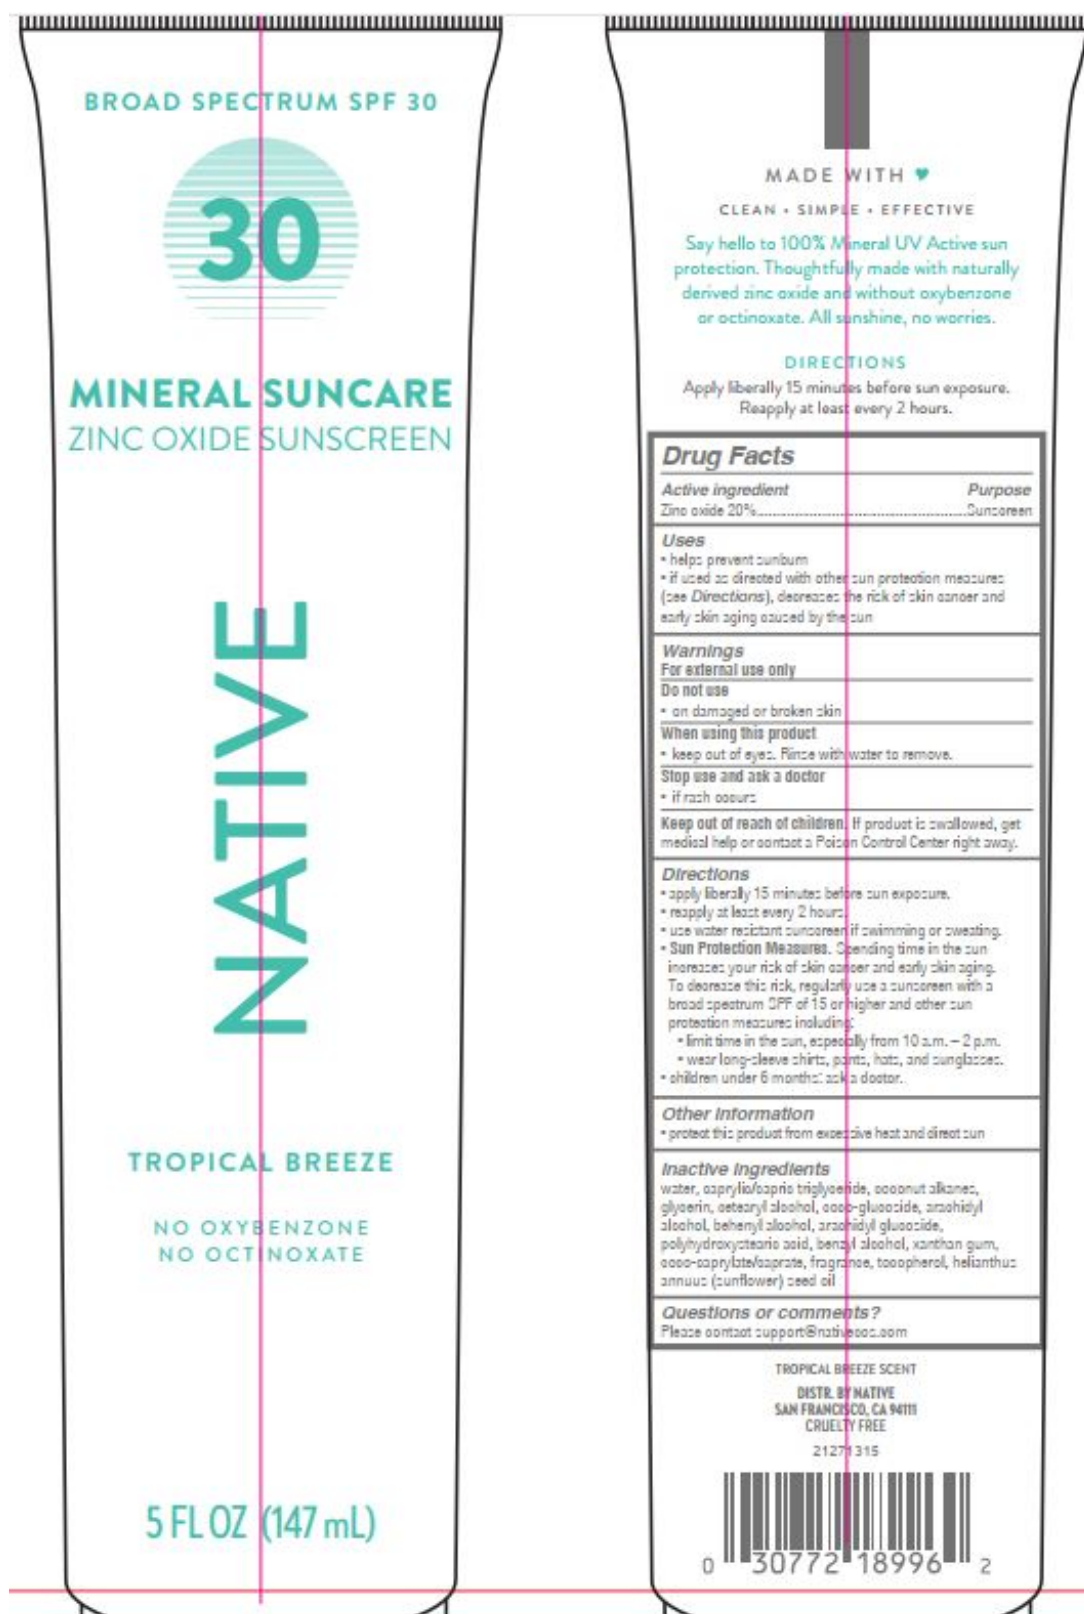 BROAD SPECTRUM SPF 30
30
MINERAL SUNCARE
ZINC OXIDE SUNSCREEN
NATIVE
TROPICAL BREEZE
NO OXYBENZONE
NO OCTINOXATE
5 FL OZ (147 mL)
MADE WITH ♥
CLEAN • SIMPLE • EFFECTIVE
Say hello to 100% Mineral UV Active sun
protection. Thoughtfully made with naturally
derived zinc oxide and without oxybenzone
or octinoxate. All sunshine, no worries.
DIRECTIONS
Apply liberally 15 minutes before sun exposure.
Reapply at least every 2 hours.
Drug Facts
Active ingredient Purpose
Zinc oxide 20%..........Sunscreen
Uses
• helps prevent sunburn
• if used as directed with other sun protection measures
(see Directions), decreases the risk of skin cancer and
early skin aging caused by the sun
Warnings
For external use only
Do not use
• on damaged or broken skin
When using this product
• keep out of eyes. Rinse with water to remove.
Stop use and ask a doctor
• if rash occurs
Keep out of reach of children. If product is swallowed, get
medical help or contact a Poison Control Center right away.
Directions
• apply liberally 15 minutes before sun exposure.
• reapply at least every 2 hours.
• use water resistant sunscreen if swimming or sweating.
• Sun Protection Measures. Spending time in the sun
increases your risk of skin cancer and early skin aging.
To decrease this risk, regularly use a sunscreen with a
broad spectrum SPF of 15 or higher and other sun
protection measures including:
• limit time in the sun, especially from 10 a.m. – 2 p.m.
• wear long-sleeve shirts, pants, hats, and sunglasses.
• children under 6 months: ask a doctor.
Other Information
• protect this product from excessive heat and direct sun
Inactive Ingredients
water, caprylic/capric triglyceride, coconut alkanes,
glycerin, cetearyl alcohol, coco-glucoside, arachidyl
alcohol, behenyl alcohol, arachidyl glucoside,
polyhydroxystearic acid, benzyl alcohol, xanthan gum,
coco-caprylate/caprate, fragrance, tocopherol, helianthus
annuus (sunflower) seed oil
Questions or comments?
Please contact support@nativecos.com
TROPICAL BREEZE SCENT
DISTR. BY NATIVE
SAN FRANCISCO, CA 94111
CRUELTY FREE
21271315
0 30772 18996 2